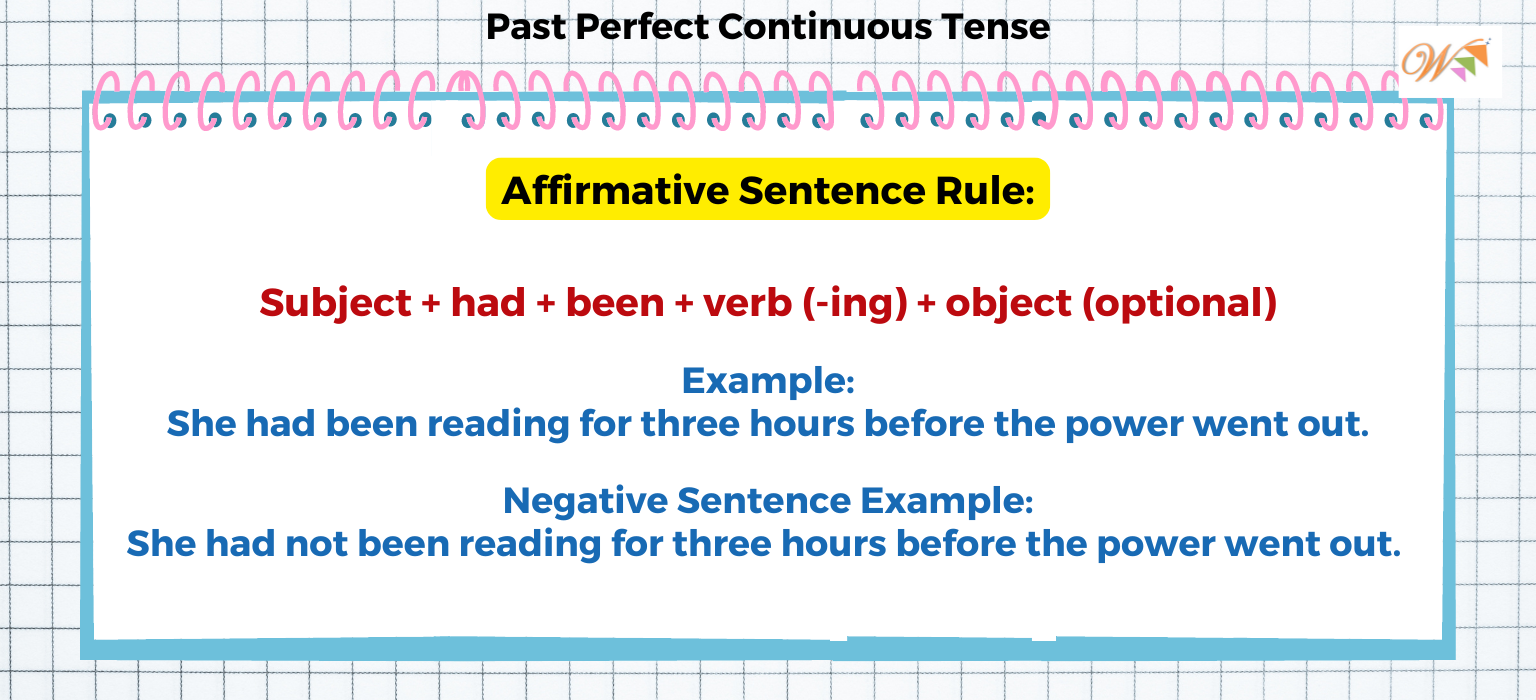 Past Perfect Continuous Tense
W
Affirmative Sentence Rule:
Subject + had + been + verb (-ing) + object (optional)
Example:
She had been reading for three hours before the power went out.
Negative Sentence Example:
She had not been reading for three hours before the power went out.